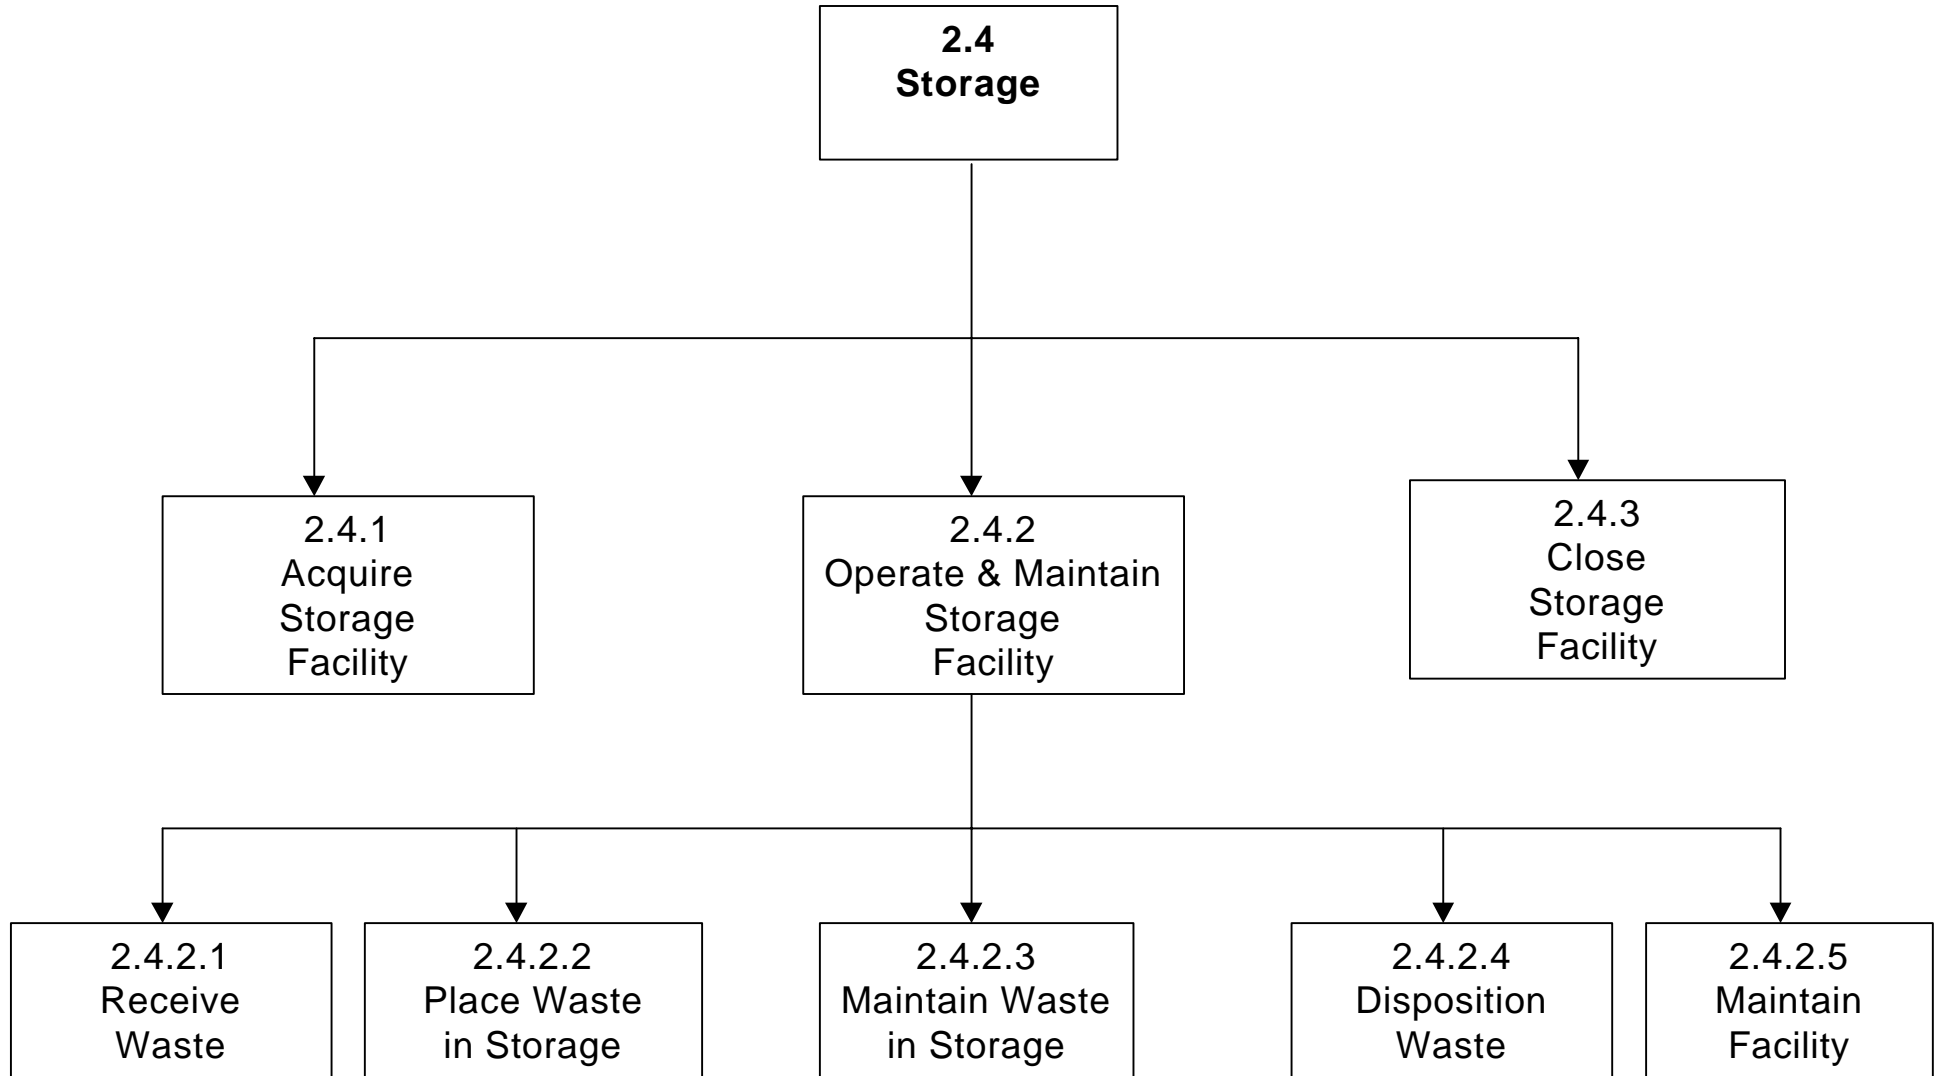 2.4
Storage
2.4.1
Acquire
Storage
Facility
2.4.2
Operate & Maintain
Storage
Facility
2.4.3
Close
Storage
Facility
2.4.2.1
Receive
Waste
2.4.2.2
Place Waste
in Storage
2.4.2.3
Maintain Waste
in Storage
2.4.2.4
Disposition
Waste
2.4.2.5
Maintain
Facility